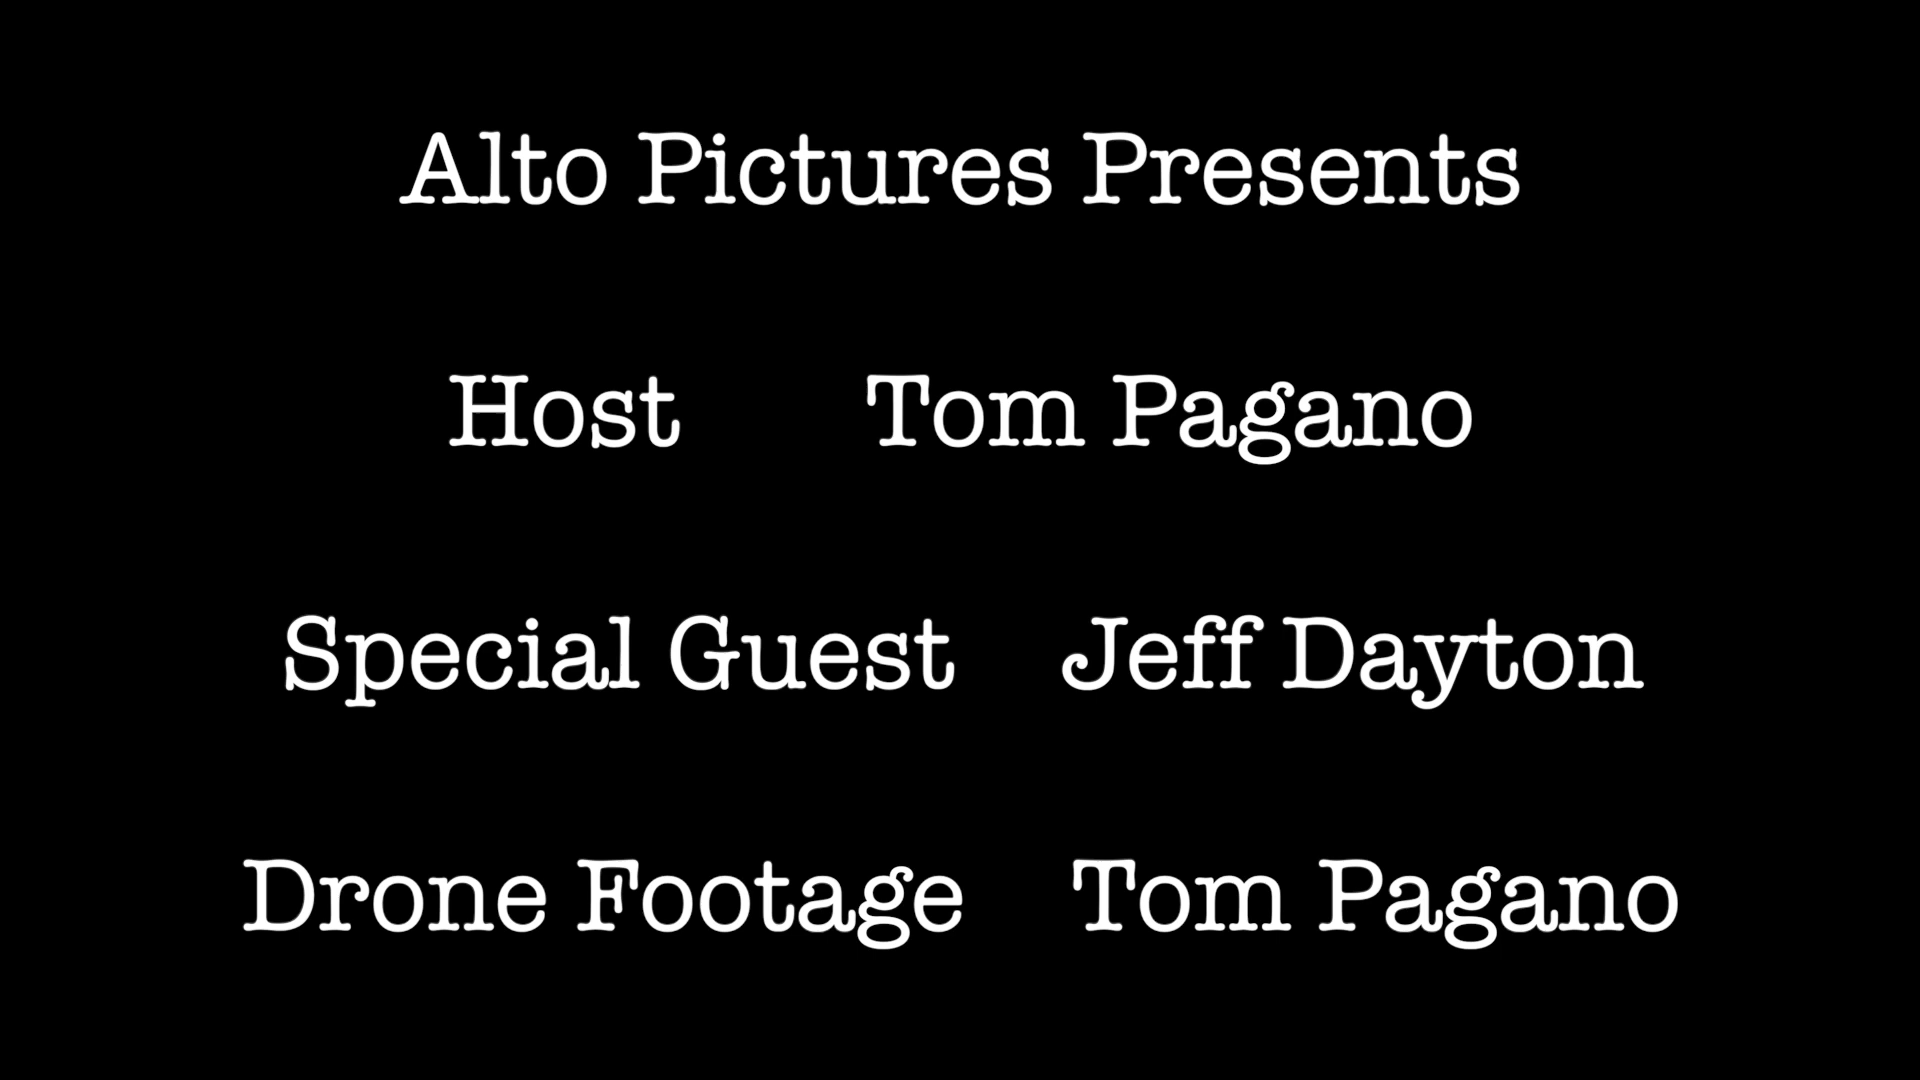 Alto Pictures Presents
Host Tom Pagano
Special Guest Jeff Dayton
Drone Footage Tom Pagano